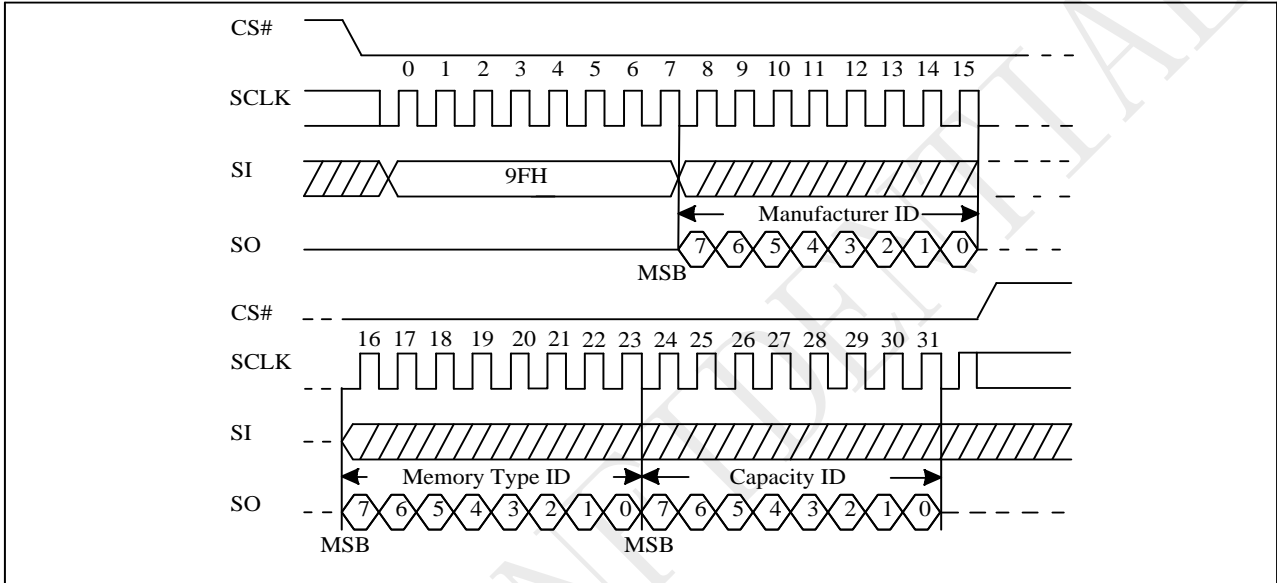 CS#
0 1 2 3 4 5 6 7 8 9 10 11 12 13 14 15
SCLK
SI
9FH
Manufacturer ID
SO
7 6 5 4 3 2 1 0
MSB
CS#
16 17 18 19 20 21 22 23 24 25 26 27 28 29 30 31
SCLK
SI
Memory Type ID Capacity ID
SO
7 6 5 4 3 2 1 0 7 6 5 4 3 2 1 0
MSB MSB